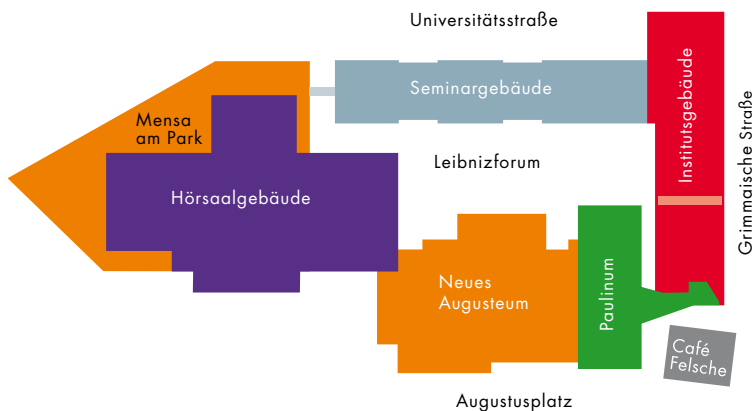 Universitätsstraße
Seminargebäude
Institutsgebäude
Grimmaische Straße
Mensa
am Park
Leibnizforum
Hörsaalgebäude
Neues
Augusteum
Paulinum
Café
Felsche
Augustusplatz